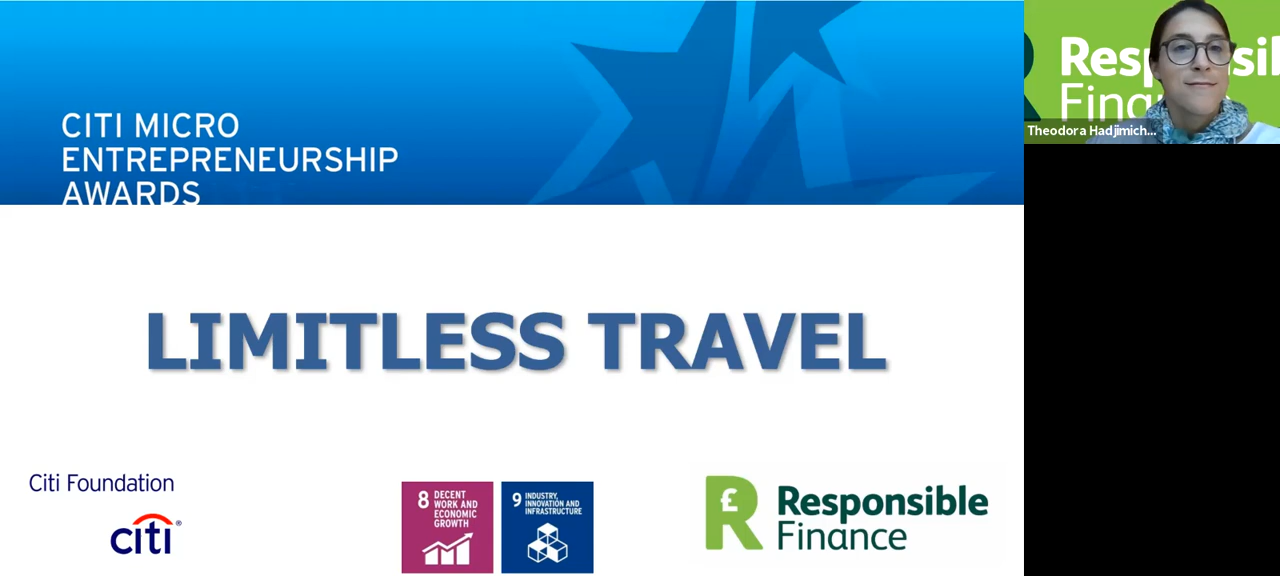 CITI MICRO
ENTREPRENEURSHIP
AWARDS
LIMITLESS TRAVEL
Citi Foundation
citi®
8 DECENT
WORK AND
ECONOMIC
GROWTH
9 INDUSTRY,
INNOVATION AND
INFRASTRUCTURE
R£
Responsible
Finance
Theodora Hadjimich...